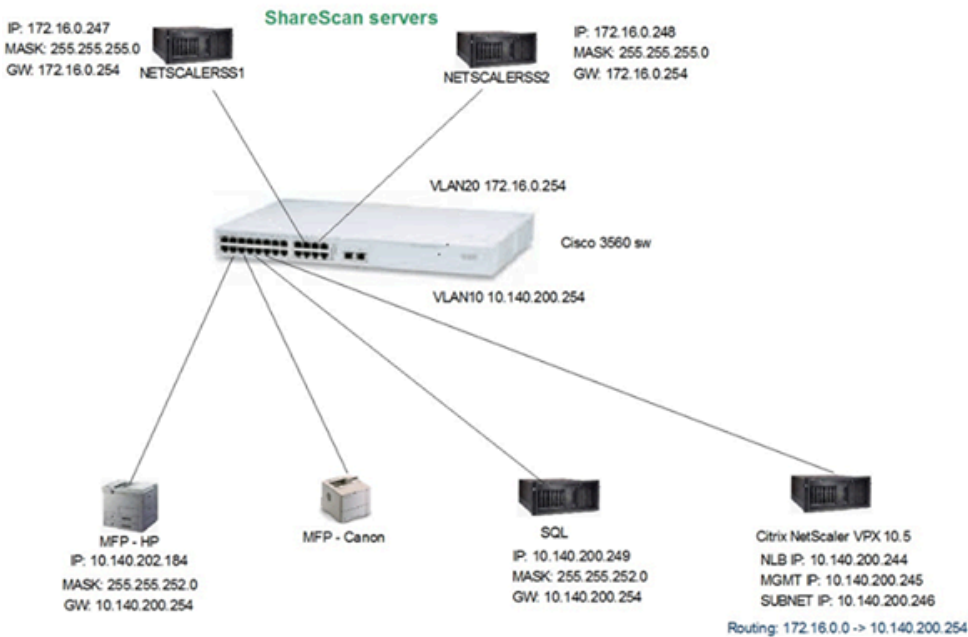 ShareScan servers
IP: 172.16.0.247
MASK: 255.255.255.0
GW: 172.16.0.254
NETSCALERSS1
IP: 172.16.0.248
MASK: 255.255.255.0
GW: 172.16.0.254
NETSCALERSS2
VLAN20 172.16.0.254
Cisco 3560 sw
VLAN10 10.140.200.254
MFP - HP
IP: 10.140.202.184
MASK: 255.255.252.0
GW: 10.140.200.254
MFP - Canon
SQL
IP: 10.140.200.249
MASK: 255.255.252.0
GW: 10.140.200.254
Citrix NetScaler VPX 10.5
NLB IP: 10.140.200.244
MGMT IP: 10.140.200.245
SUBNET IP: 10.140.200.246
Routing: 172.16.0.0 -> 10.140.200.254